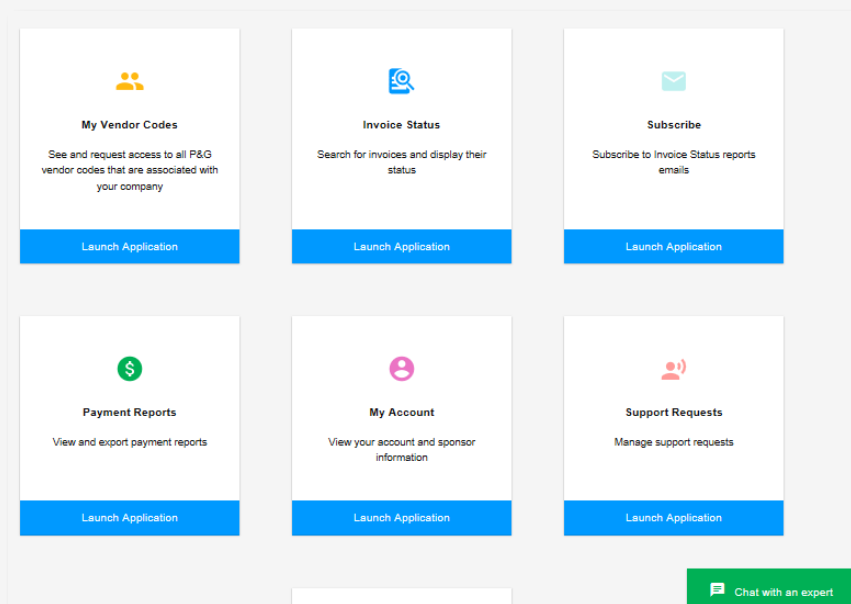 My Vendor Codes
See and request access to all P&G
vendor codes that are associated with
your company
Launch Application
Invoice Status
Search for invoices and display their
status
Launch Application
Subscribe
Subscribe to Invoice Status reports
emails
Launch Application
Payment Reports
View and export payment reports
Launch Application
My Account
View your account and sponsor
information
Launch Application
Support Requests
Manage support requests
Launch Application
Chat with an expert